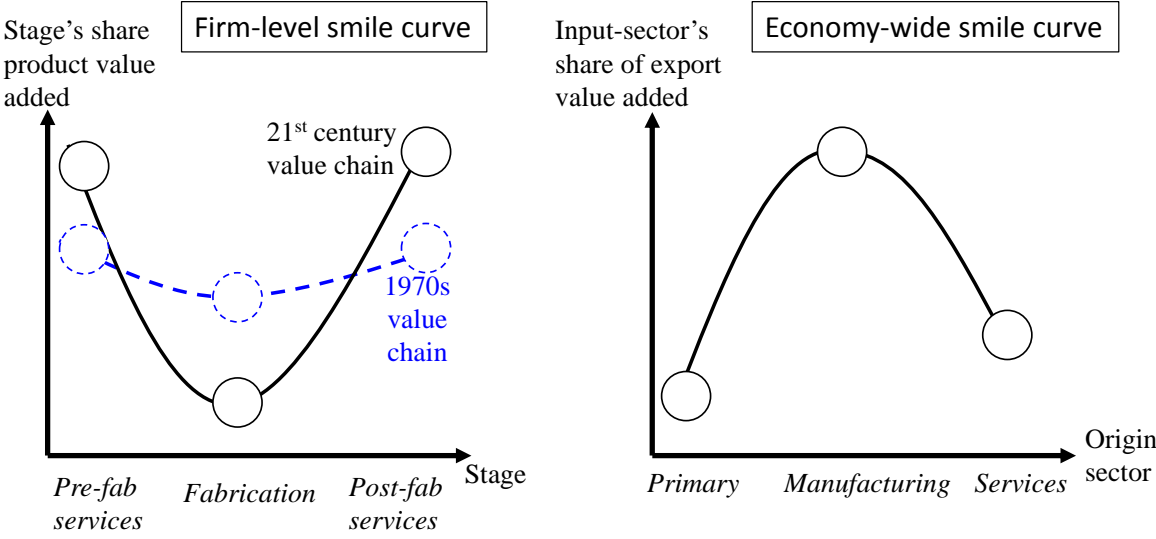 Stage's share
product value
added
Firm-level smile curve
21st century
value chain
1970s
value
chain
Stage
Pre-fab
services
Fabrication
Post-fab
services
Input-sector's
share of export
value added
Economy-wide smile curve
Origin
sector
Primary
Manufacturing
Services